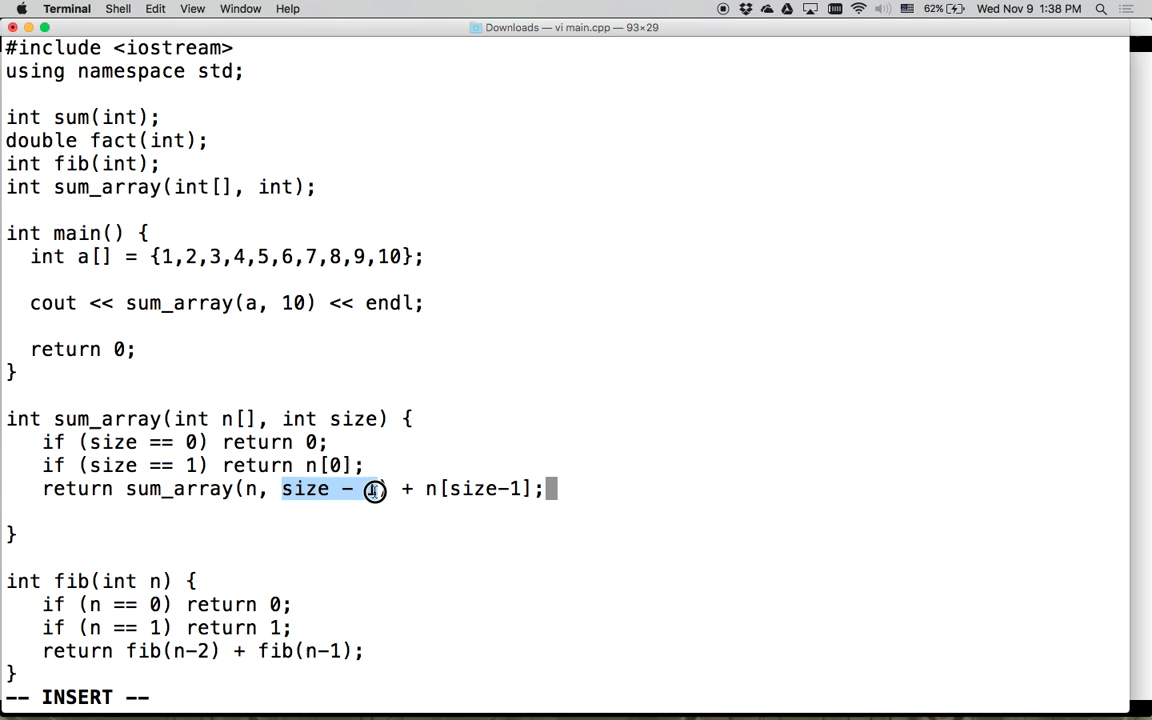 Terminal Shell Edit View Window Help 62% Wed Nov 9 1:38 PM
Downloads — vi main.cpp — 93×29
#include <iostream>
using namespace std;
int sum(int);
double fact(int);
int fib(int);
int sum_array(int[], int);
int main() {
int a[] = {1,2,3,4,5,6,7,8,9,10};
cout << sum_array(a, 10) << endl;
return 0;
}
int sum_array(int n[], int size) {
if (size == 0) return 0;
if (size == 1) return n[0];
return sum_array(n, size - 1) + n[size-1];
}
int fib(int n) {
if (n == 0) return 0;
if (n == 1) return 1;
return fib(n-2) + fib(n-1);
}
-- INSERT --